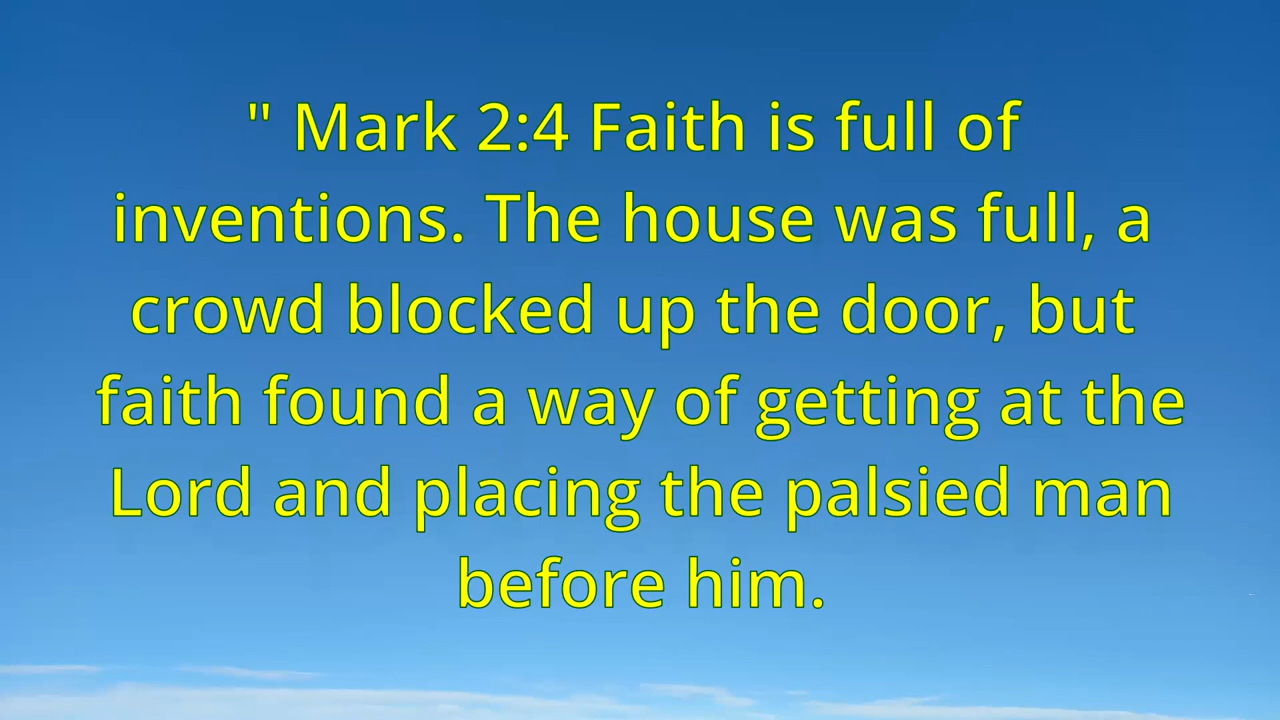 " Mark 2:4 Faith is full of
inventions. The house was full, a
crowd blocked up the door, but
faith found a way of getting at the
Lord and placing the palsied man
before him.